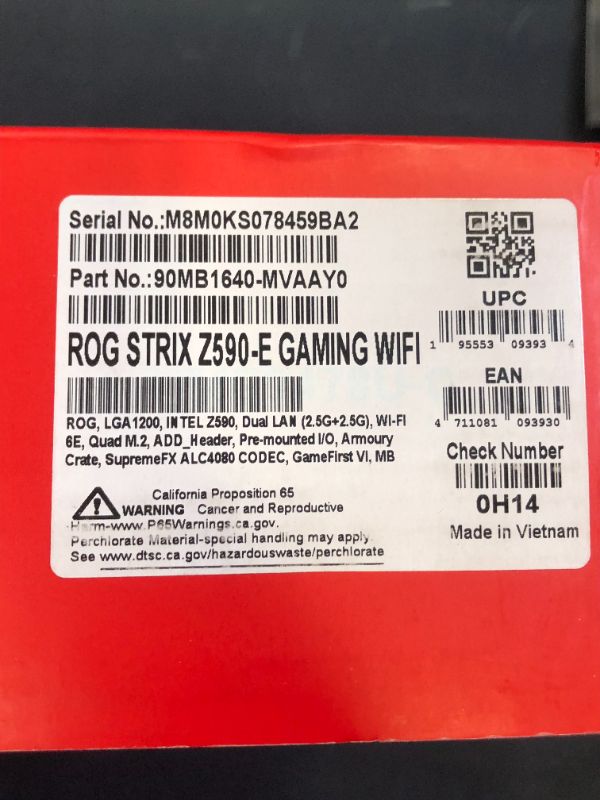 Serial No.:M8M0KS078459BA2
Part No.:90MB1640-MVAAY0
ROG STRIX Z590-E GAMING WIFI
ROG, LGA1200, INTEL Z590, Dual LAN (2.5G+2.5G), WI-FI
6E, Quad M.2, ADD_Header, Pre-mounted I/O, Armoury
Crate, SupremeFX ALC4080 CODEC, GameFirst VI, MB
California Proposition 65
WARNING Cancer and Reproductive
Harm-www.P65Warnings.ca.gov.
Perchlorate Material-special handling may apply.
See www.dtsc.ca.gov/hazardouswaste/perchlorate
UPC
1 95553 09393 4
EAN
4 711081 093930
Check Number
0H14
Made in Vietnam